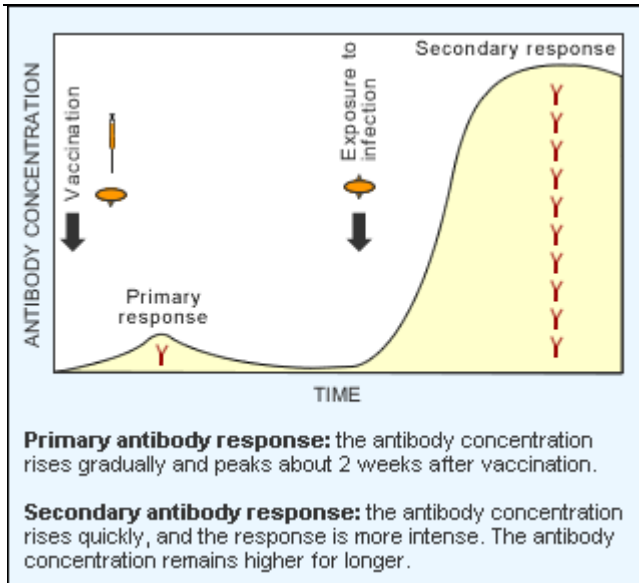 Secondary response
Vaccination
Exposure to
infection
ANTIBODY CONCENTRATION
Primary
response
TIME
Primary antibody response: the antibody concentration
rises gradually and peaks about 2 weeks after vaccination.
Secondary antibody response: the antibody concentration
rises quickly, and the response is more intense. The antibody
concentration remains higher for longer.